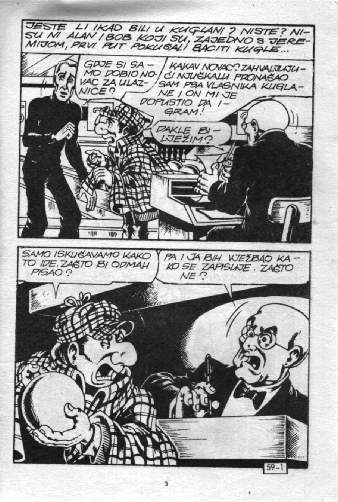 JESTE LI IKAD BILI U KUGLANI? NISTE? NI-
SU NI ALAN I BOB KOJI SU, ZAJEDNO S JERE-
MIJOM, PRVI PUT POKUŠALI BACITI KUGLE...
GDJE SI SA-
MO DOBIO NO-
VAC ZA ULAZ-
NICE?
KAKAV NOVAC? ZAHVALJUJU-
ĆI NJUŠKALU PRONAŠAO
SAM PSA VLASNIKA KUGLA-
NE I ON MI JE
DOPUSTIO DA I-
GRAM!
DAKLE BI-
LJEŽIM?
SAMO ISKUŠAVAMO KAKO
TO IDE. ZAŠTO BI ODMAH
PISAO?
PA I JA BIH VJEŽBAO KA-
KO SE ZAPISUJE. ZAŠTO
NE?
59-1
3